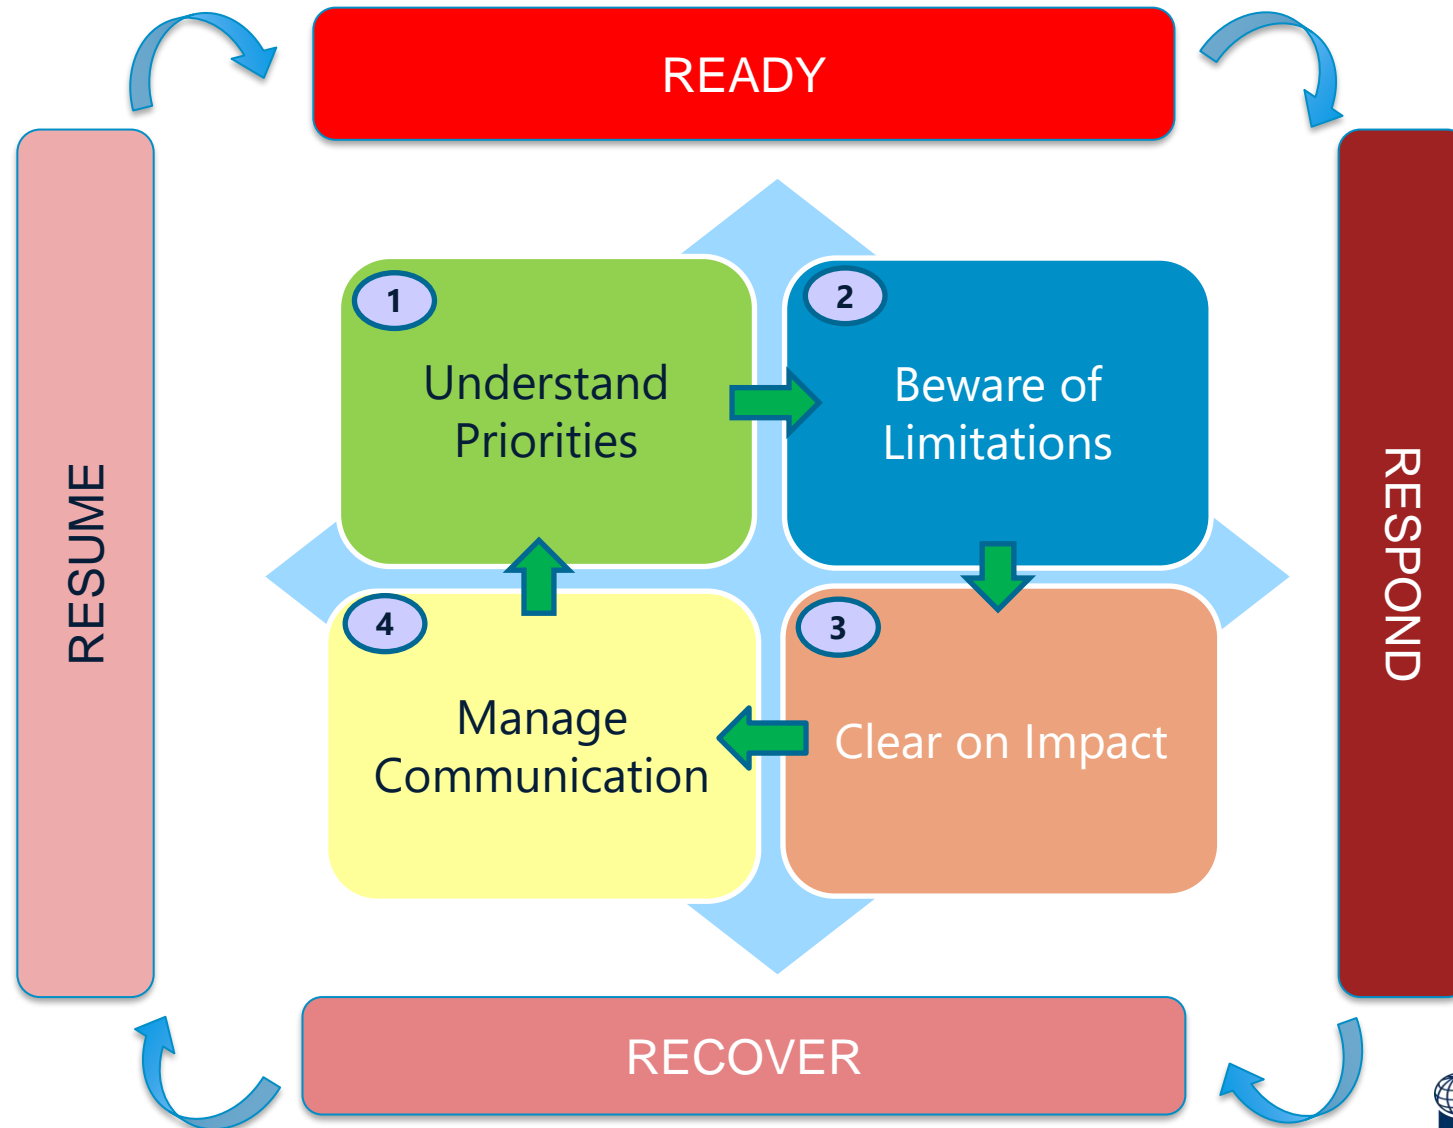 READY
1
Understand
Priorities
2
Beware of
Limitations
RESUME
RESPOND
4
Manage
Communication
3
Clear on Impact
RECOVER